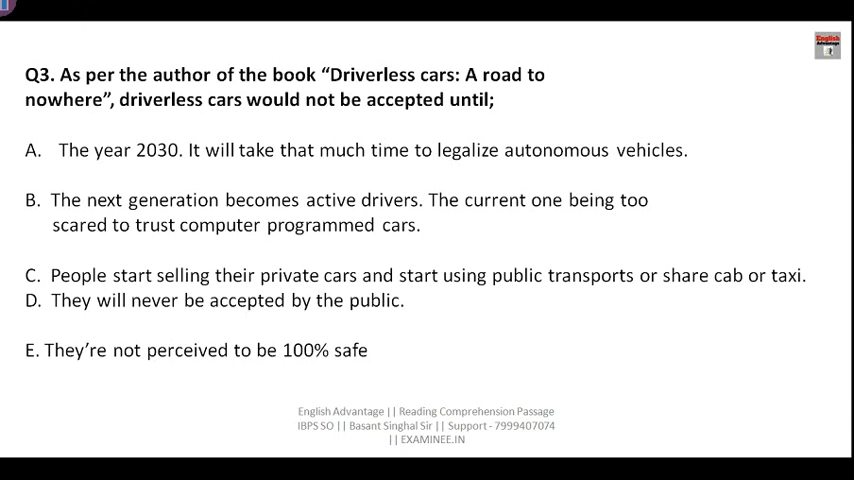 English
Advantage
Q3. As per the author of the book “Driverless cars: A road to
nowhere”, driverless cars would not be accepted until;
A. The year 2030. It will take that much time to legalize autonomous vehicles.
B. The next generation becomes active drivers. The current one being too
scared to trust computer programmed cars.
C. People start selling their private cars and start using public transports or share cab or taxi.
D. They will never be accepted by the public.
E. They’re not perceived to be 100% safe
English Advantage || Reading Comprehension Passage
IBPS SO || Basant Singhal Sir || Support - 7999407074
|| EXAMINEE.IN